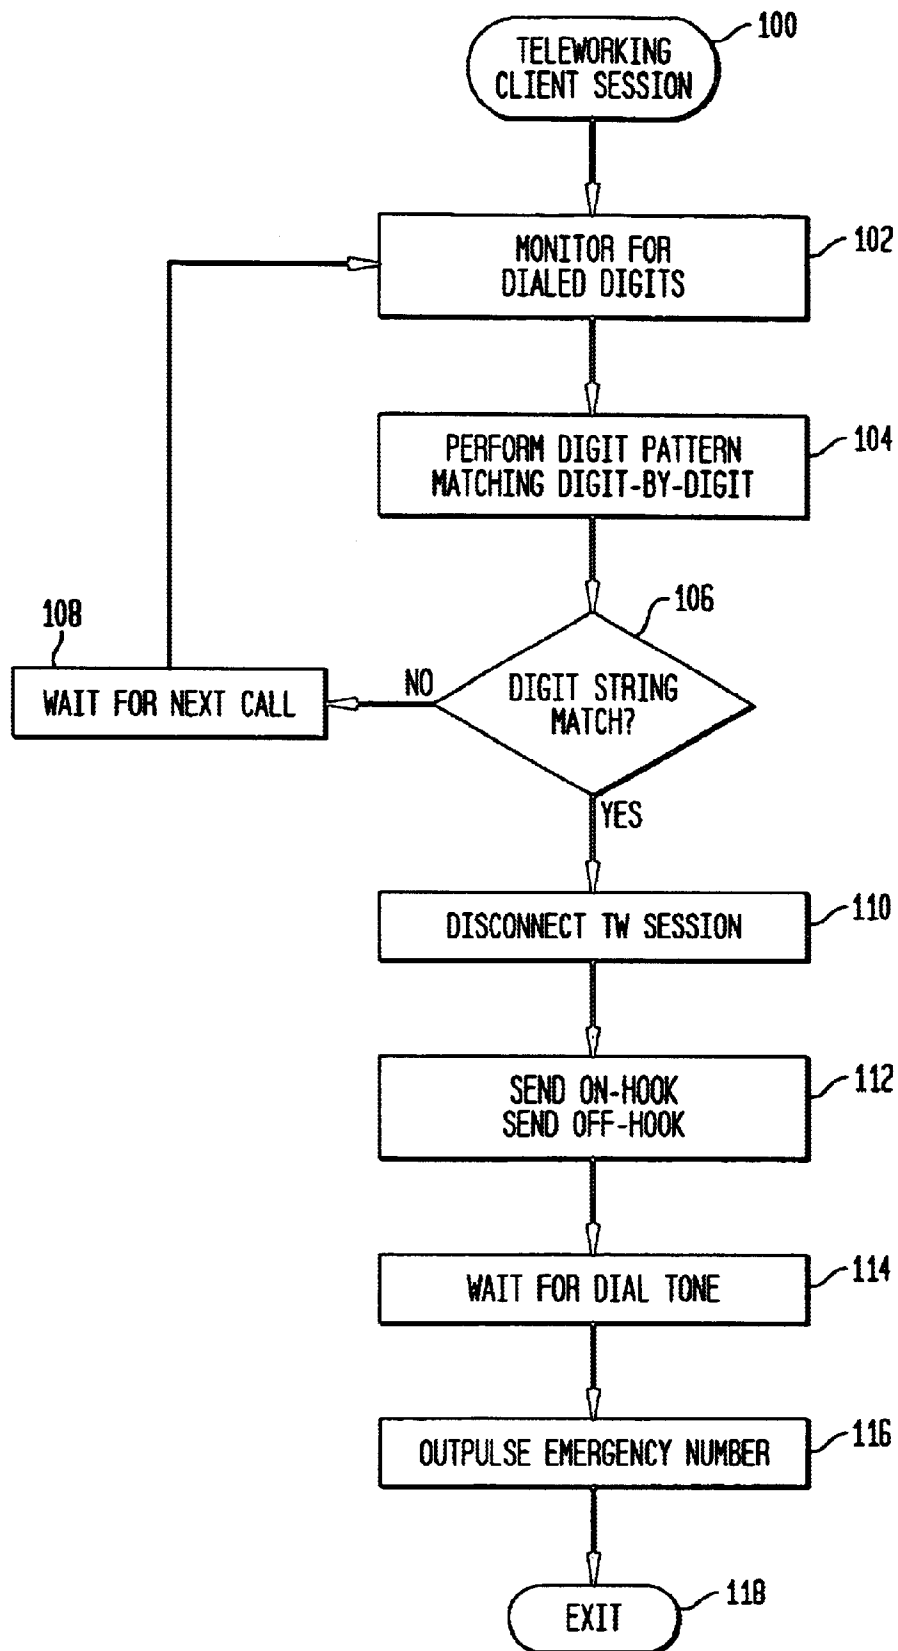 TELEWORKING
CLIENT SESSION
100
MONITOR FOR
DIALED DIGITS
102
PERFORM DIGIT PATTERN
MATCHING DIGIT-BY-DIGIT
104
106
DIGIT STRING
MATCH?
NO
108
WAIT FOR NEXT CALL
YES
DISCONNECT TW SESSION
110
SEND ON-HOOK
SEND OFF-HOOK
112
WAIT FOR DIAL TONE
114
OUTPULSE EMERGENCY NUMBER
116
EXIT
118